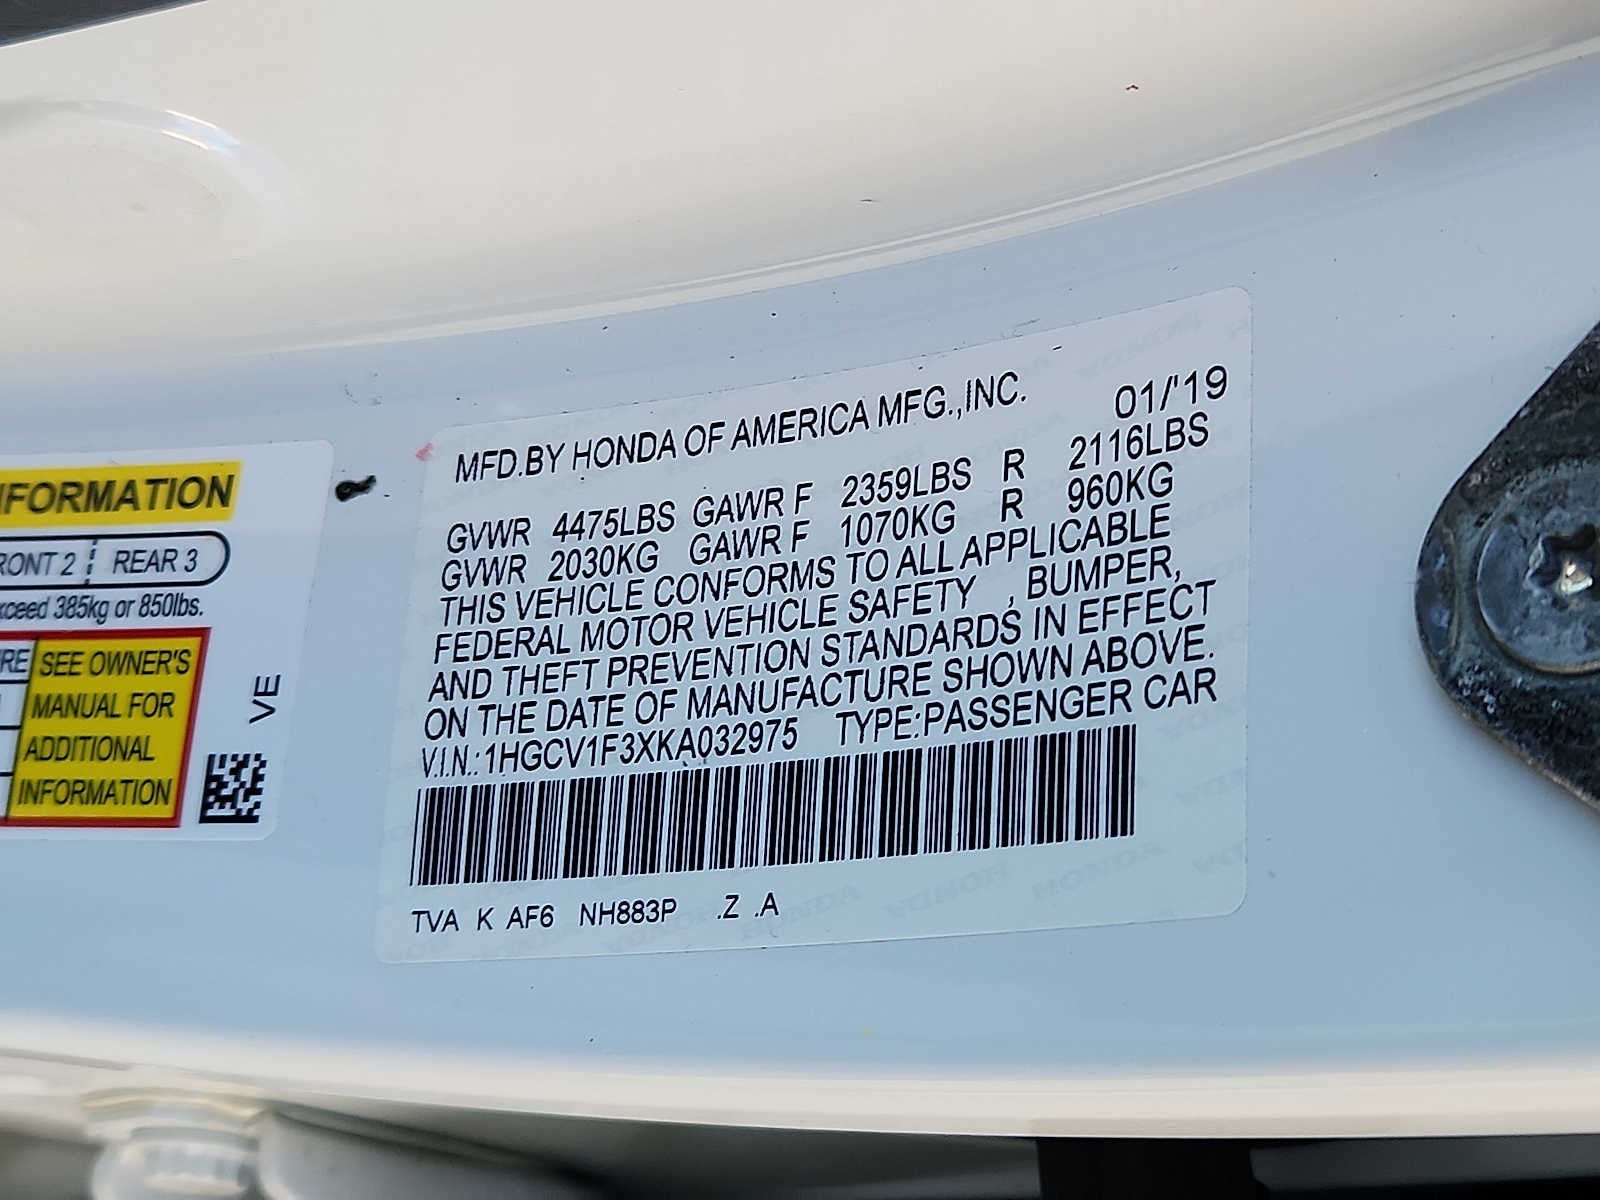 MFD.BY HONDA OF AMERICA MFG.,INC. 01/'19
GVWR 4475LBS GAWR F 2359LBS R 2116LBS
GVWR 2030KG GAWR F 1070KG R 960KG
THIS VEHICLE CONFORMS TO ALL APPLICABLE
FEDERAL MOTOR VEHICLE SAFETY , BUMPER,
AND THEFT PREVENTION STANDARDS IN EFFECT
ON THE DATE OF MANUFACTURE SHOWN ABOVE.
V.I.N.: 1HGCV1F3XKA032975 TYPE:PASSENGER CAR
TVA K AF6 NH883P .Z .A
NFORMATION
RONT 2 REAR 3
xceed 385kg or 850lbs.
RE
SEE OWNER'S
MANUAL FOR
ADDITIONAL
INFORMATION
VE